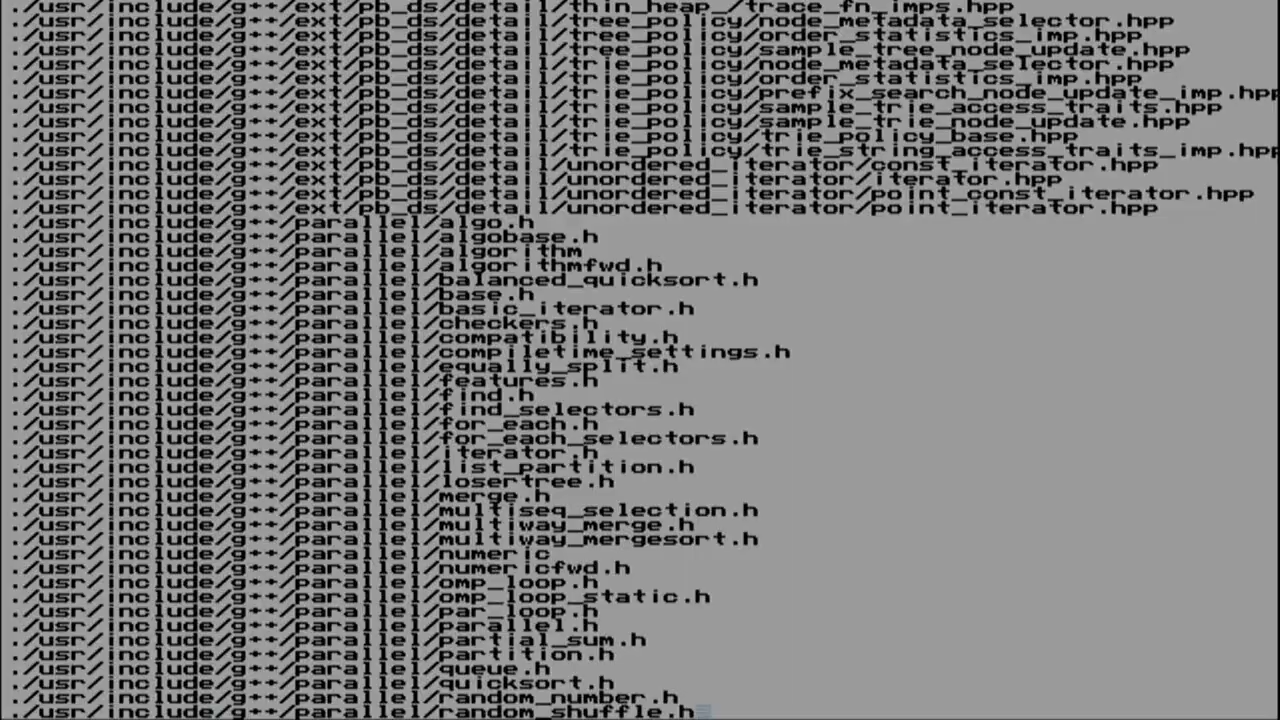 ./usr/include/g++/ext/pb_ds/detail/thin_heap_/trace_fn_imps.hpp
./usr/include/g++/ext/pb_ds/detail/tree_policy/node_metadata_selector.hpp
./usr/include/g++/ext/pb_ds/detail/tree_policy/order_statistics_imp.hpp
./usr/include/g++/ext/pb_ds/detail/tree_policy/sample_tree_node_update.hpp
./usr/include/g++/ext/pb_ds/detail/trie_policy/node_metadata_selector.hpp
./usr/include/g++/ext/pb_ds/detail/trie_policy/order_statistics_imp.hpp
./usr/include/g++/ext/pb_ds/detail/trie_policy/prefix_search_node_update_imp.hpp
./usr/include/g++/ext/pb_ds/detail/trie_policy/sample_trie_access_traits.hpp
./usr/include/g++/ext/pb_ds/detail/trie_policy/sample_trie_node_update.hpp
./usr/include/g++/ext/pb_ds/detail/trie_policy/trie_policy_base.hpp
./usr/include/g++/ext/pb_ds/detail/trie_policy/trie_string_access_traits_imp.hpp
./usr/include/g++/ext/pb_ds/detail/unordered_iterator/const_iterator.hpp
./usr/include/g++/ext/pb_ds/detail/unordered_iterator/iterator.hpp
./usr/include/g++/ext/pb_ds/detail/unordered_iterator/point_const_iterator.hpp
./usr/include/g++/ext/pb_ds/detail/unordered_iterator/point_iterator.hpp
./usr/include/g++/parallel/algo.h
./usr/include/g++/parallel/algobase.h
./usr/include/g++/parallel/algorithm
./usr/include/g++/parallel/algorithmfwd.h
./usr/include/g++/parallel/balanced_quicksort.h
./usr/include/g++/parallel/base.h
./usr/include/g++/parallel/basic_iterator.h
./usr/include/g++/parallel/checkers.h
./usr/include/g++/parallel/compatibility.h
./usr/include/g++/parallel/compiletime_settings.h
./usr/include/g++/parallel/equally_split.h
./usr/include/g++/parallel/features.h
./usr/include/g++/parallel/find.h
./usr/include/g++/parallel/find_selectors.h
./usr/include/g++/parallel/for_each.h
./usr/include/g++/parallel/for_each_selectors.h
./usr/include/g++/parallel/iterator.h
./usr/include/g++/parallel/list_partition.h
./usr/include/g++/parallel/losertree.h
./usr/include/g++/parallel/merge.h
./usr/include/g++/parallel/multiseq_selection.h
./usr/include/g++/parallel/multiway_merge.h
./usr/include/g++/parallel/multiway_mergesort.h
./usr/include/g++/parallel/numeric
./usr/include/g++/parallel/numericfwd.h
./usr/include/g++/parallel/omp_loop.h
./usr/include/g++/parallel/omp_loop_static.h
./usr/include/g++/parallel/par_loop.h
./usr/include/g++/parallel/parallel.h
./usr/include/g++/parallel/partial_sum.h
./usr/include/g++/parallel/partition.h
./usr/include/g++/parallel/queue.h
./usr/include/g++/parallel/quicksort.h
./usr/include/g++/parallel/random_number.h
./usr/include/g++/parallel/random_shuffle.h